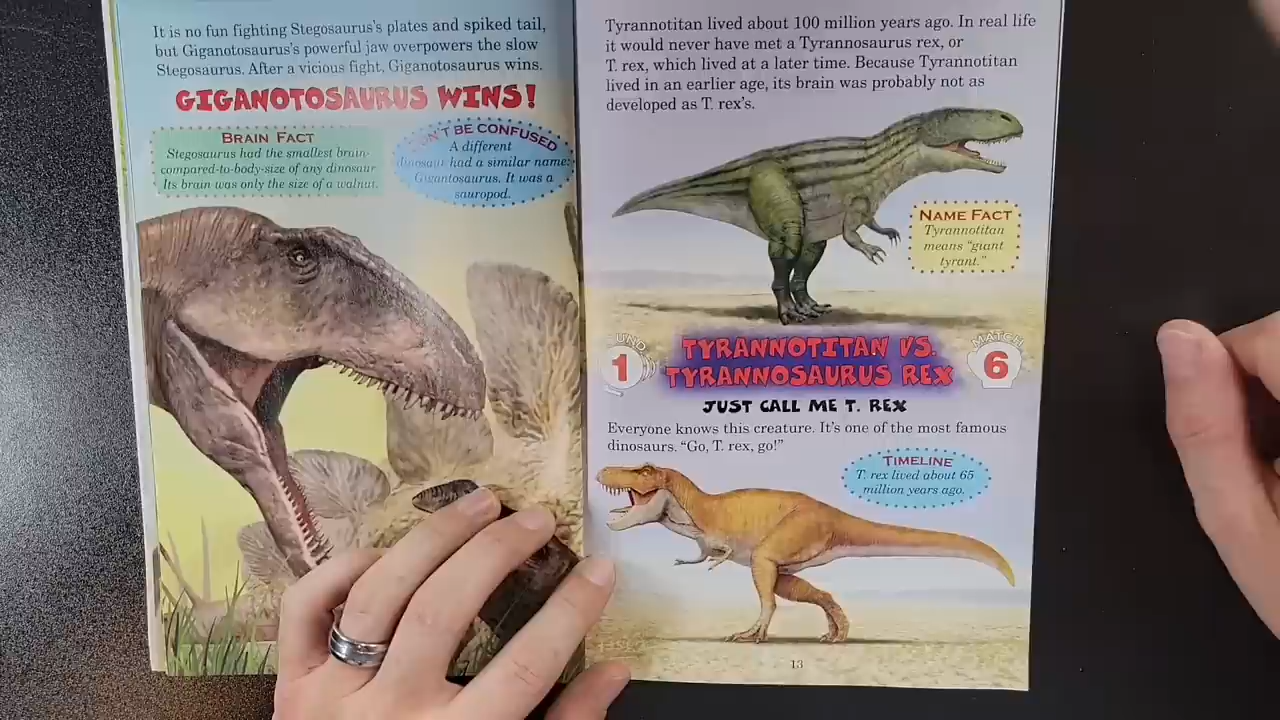 It is no fun fighting Stegosaurus's plates and spiked tail,
but Giganotosaurus's powerful jaw overpowers the slow
Stegosaurus. After a vicious fight, Giganotosaurus wins.
GIGANOTOSAURUS WINS!
BRAIN FACT
Stegosaurus had the smallest brain-
compared-to-body-size of any dinosaur.
Its brain was only the size of a walnut.
BE CONFUSED
A different
dinosaur had a similar name:
Gigantosaurus. It was a
sauropod.
Tyrannotitan lived about 100 million years ago. In real life
it would never have met a Tyrannosaurus rex, or
T. rex, which lived at a later time. Because Tyrannotitan
lived in an earlier age, its brain was probably not as
developed as T. rex's.
NAME FACT
Tyrannotitan
means "giant
tyrant."
1
TYRANNOTITAN VS.
TYRANNOSAURUS REX
MATCH
6
JUST CALL ME T. REX
Everyone knows this creature. It's one of the most famous
dinosaurs. "Go, T. rex, go!"
TIMELINE
T. rex lived about 65
million years ago.
13